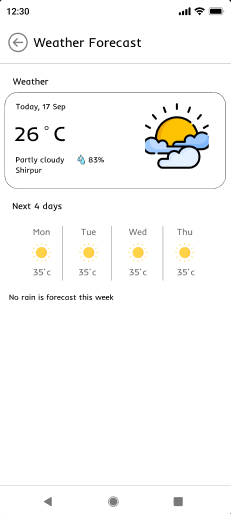 12:30
Weather Forecast
Weather
Today, 17 Sep
26 °C
Partly cloudy 83%
Shirpur
Next 4 days
Mon Tue Wed Thu
35°c 35°c 35°c 35°c
No rain is forecast this week